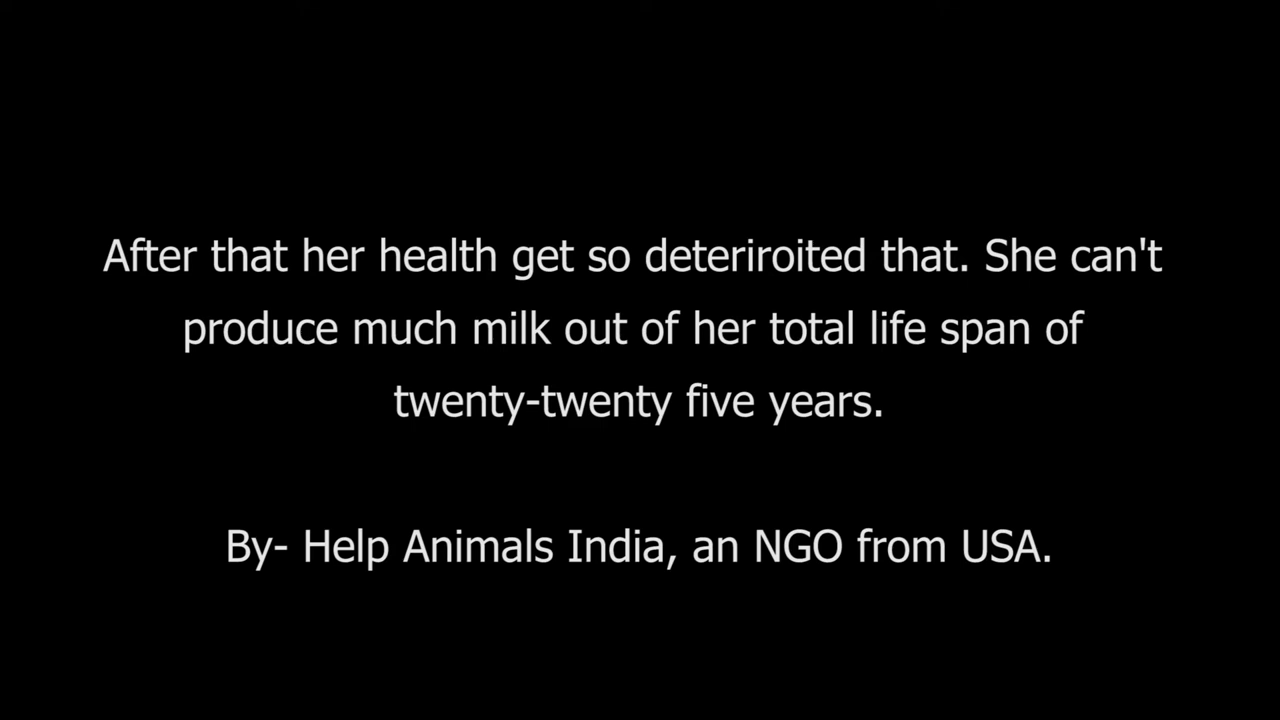 After that her health get so deteriroited that. She can't
produce much milk out of her total life span of
twenty-twenty five years.
By- Help Animals India, an NGO from USA.